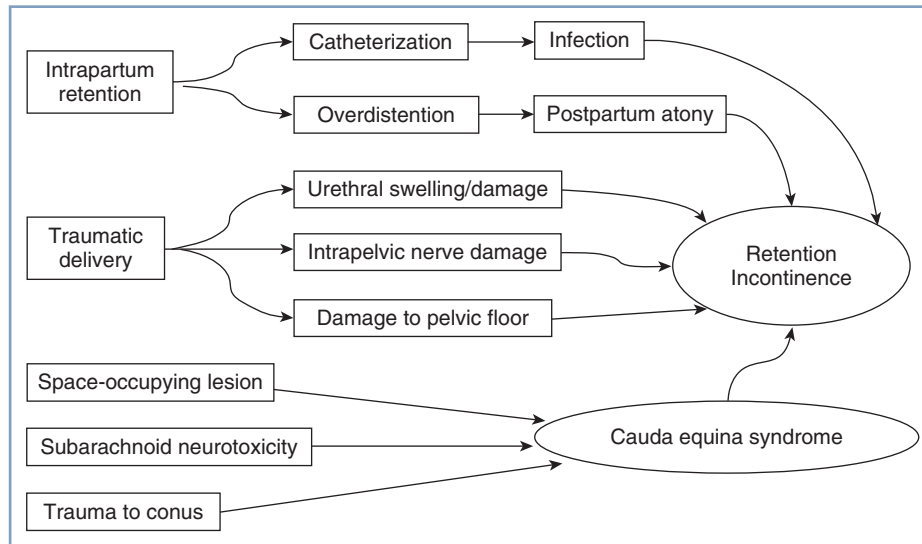 Intrapartum
retention
Catheterization
Infection
Overdistention
Postpartum atony
Traumatic
delivery
Urethral swelling/damage
Intrapelvic nerve damage
Damage to pelvic floor
Retention
Incontinence
Space-occupying lesion
Subarachnoid neurotoxicity
Trauma to conus
Cauda equina syndrome